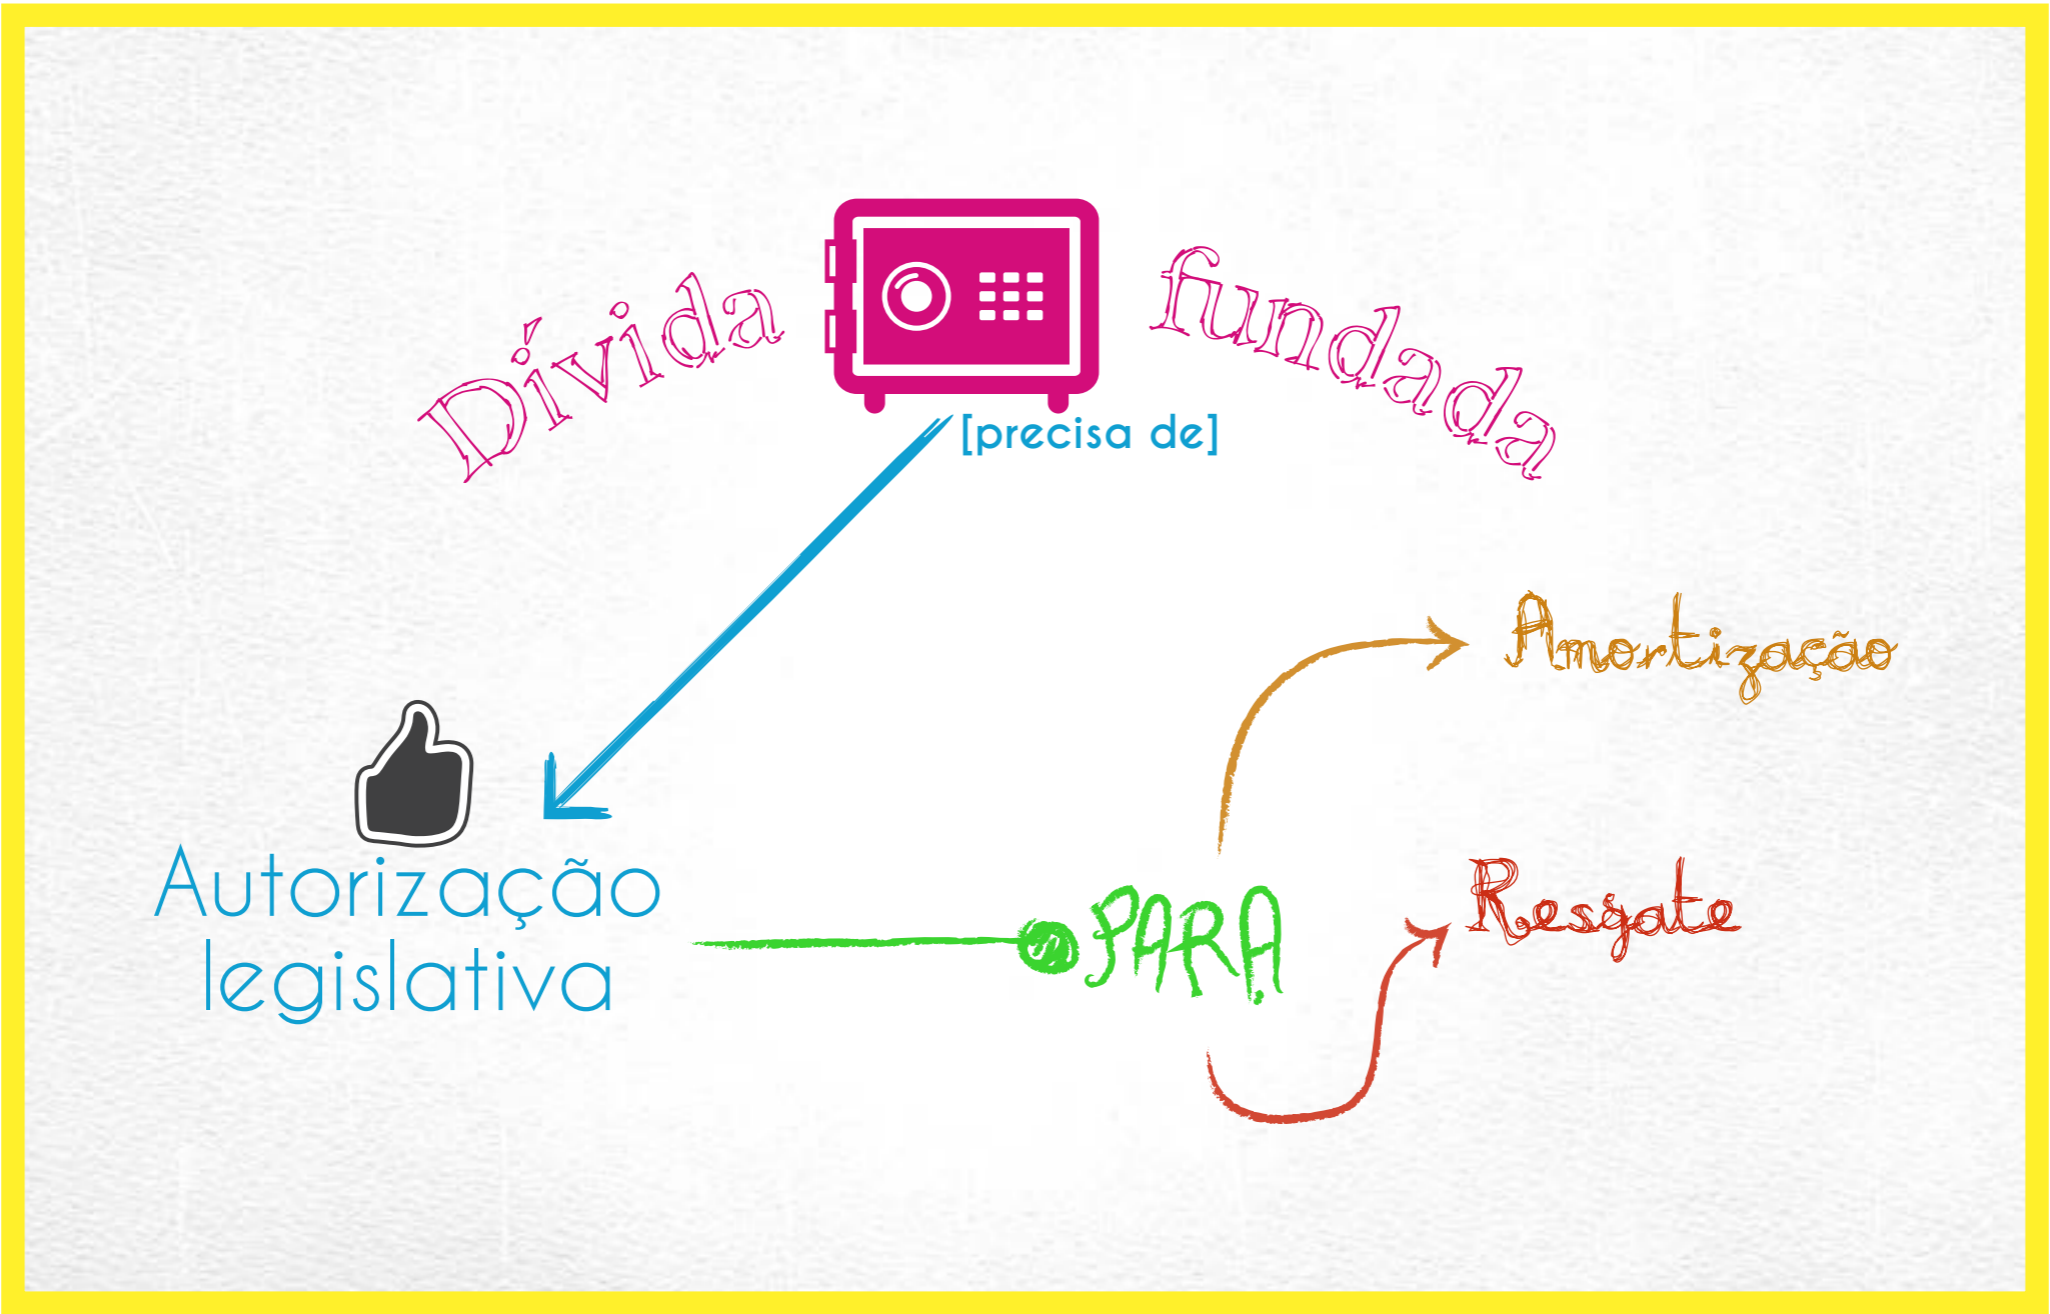 Dívida fundada
[precisa de]
Amortização
Autorização
legislativa
PARA
Resgate